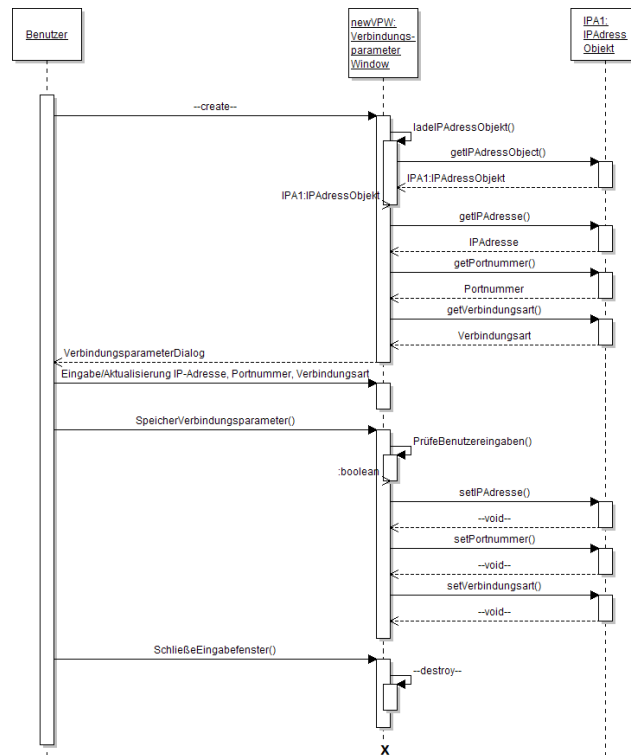 Benutzer
newVPW:
Verbindungs-
parameter
Window
IPA1:
IPAdress
Objekt
--create--
ladeIPAdressObjekt()
getIPAdressObject()
IPA1:IPAdressObjekt
IPA1:IPAdressObjekt
getIPAdresse()
IPAdresse
getPortnummer()
Portnummer
getVerbindungsart()
Verbindungsart
VerbindungsparameterDialog
Eingabe/Aktualisierung IP-Adresse, Portnummer, Verbindungsart
SpeicherVerbindungsparameter()
PrüfeBenutzereingaben()
:boolean
setIPAdresse()
--void--
setPortnummer()
--void--
setVerbindungsart()
--void--
SchließeEingabefenster()
--destroy--
X